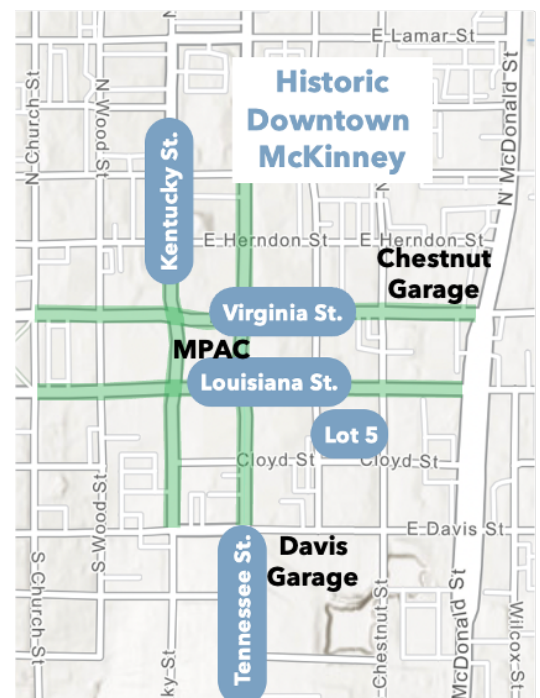 E Lamar St
Historic
Downtown
McKinney
N Church St
N Wood St
N McDonald St
Kentucky St.
E Herndon St
E Herndon St
Chestnut
Garage
Virginia St.
MPAC
Louisiana St.
Lot 5
Cloyd St
Cloyd St
S Wood St
E Davis St
Davis
Garage
Tennessee St.
S Church St
ky St
Chestnut St
McDonald St
Wilcox St